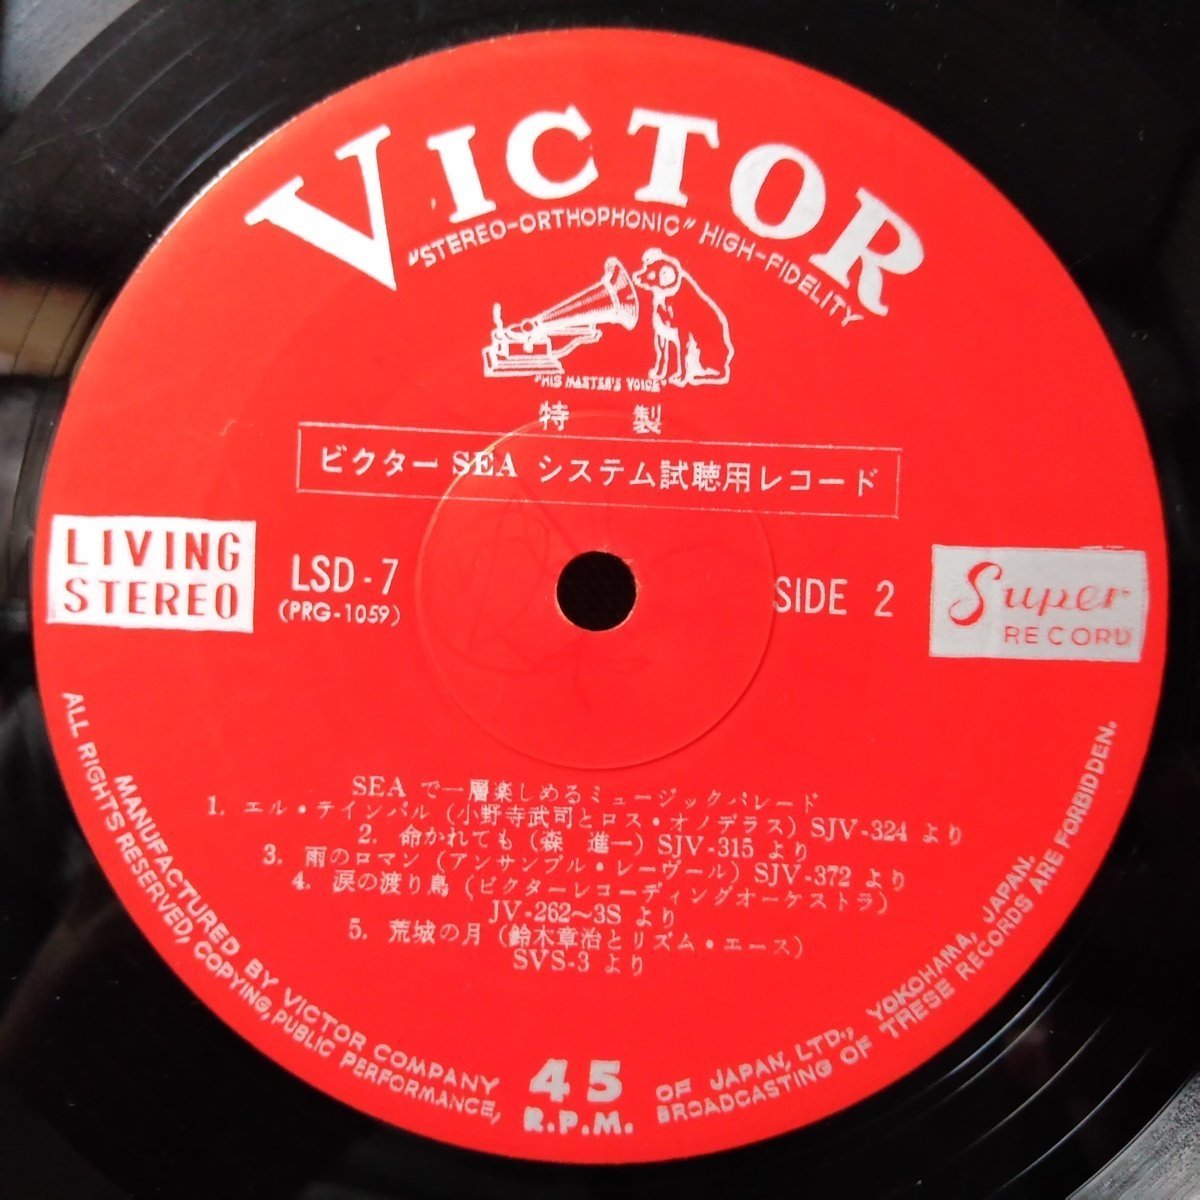 VICTOR
"STEREO-ORTHOPHONIC" HIGH-FIDELITY
"HIS MASTER'S VOICE"
特製
ビクター SEA システム試聴用レコード
LIVING
STEREO
LSD-7
(PRG-1059)
SIDE 2
Super
RECORD
SEA で一層楽しめるミュージックパレード
1. エル・テインバル (小野寺武司とロス・オノデラス) SJV-324 より
2. 命かれても (森 進一) SJV-315 より
3. 雨のロマン (アンサンブル・レーヴール) SJV-372 より
4. 涙の渡り鳥 (ビクターレコーディングオーケストラ)
JV-262〜3S より
5. 荒城の月 (鈴木章治とリズム・エース)
SVS-3 より
45
R.P.M.
MANUFACTURED BY VICTOR COMPANY OF JAPAN, LTD., YOKOHAMA, JAPAN.
ALL RIGHTS RESERVED, COPYING, PUBLIC PERFORMANCE, BROADCASTING OF THESE RECORDS ARE FORBIDDEN.